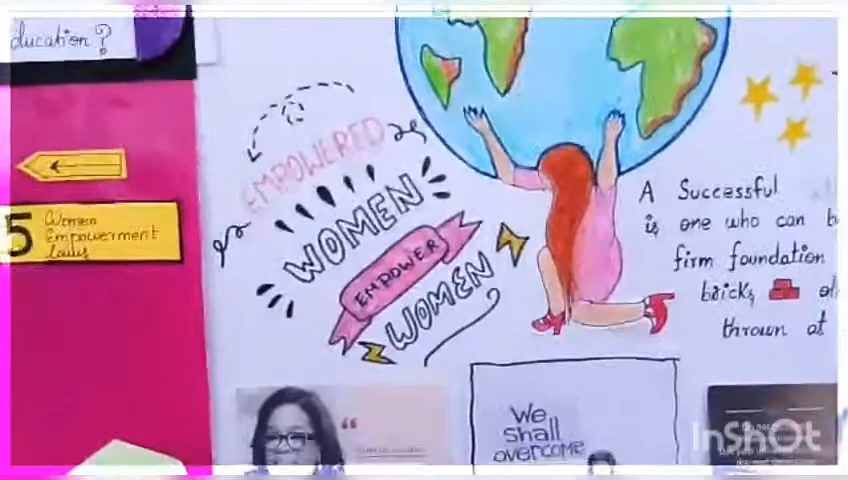 ducation?
5
Women
Empowerment
laws
EMPOWERED
WOMEN
EMPOWER
WOMEN
A Successful
is one who can b
firm foundation
bricks
thrown at
We
shall
overcome
InShOt